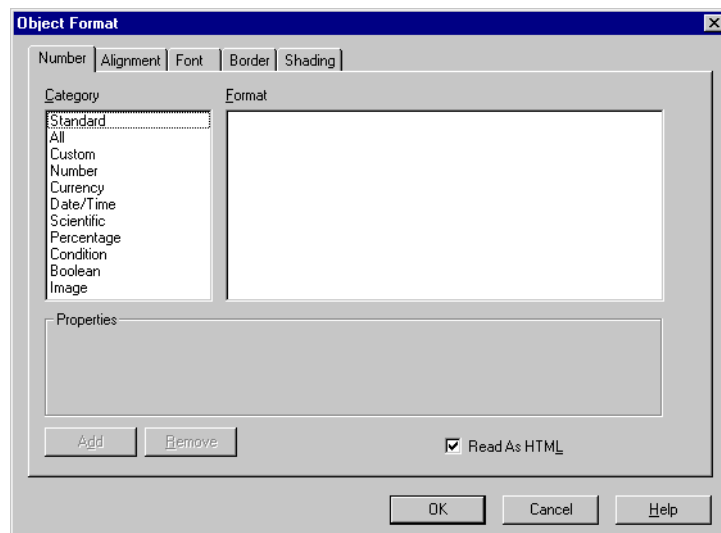 Object Format
Number Alignment Font Border Shading
Category Format
Standard
All
Custom
Number
Currency
Date/Time
Scientific
Percentage
Condition
Boolean
Image
Properties
Add Remove Read As HTML
OK Cancel Help